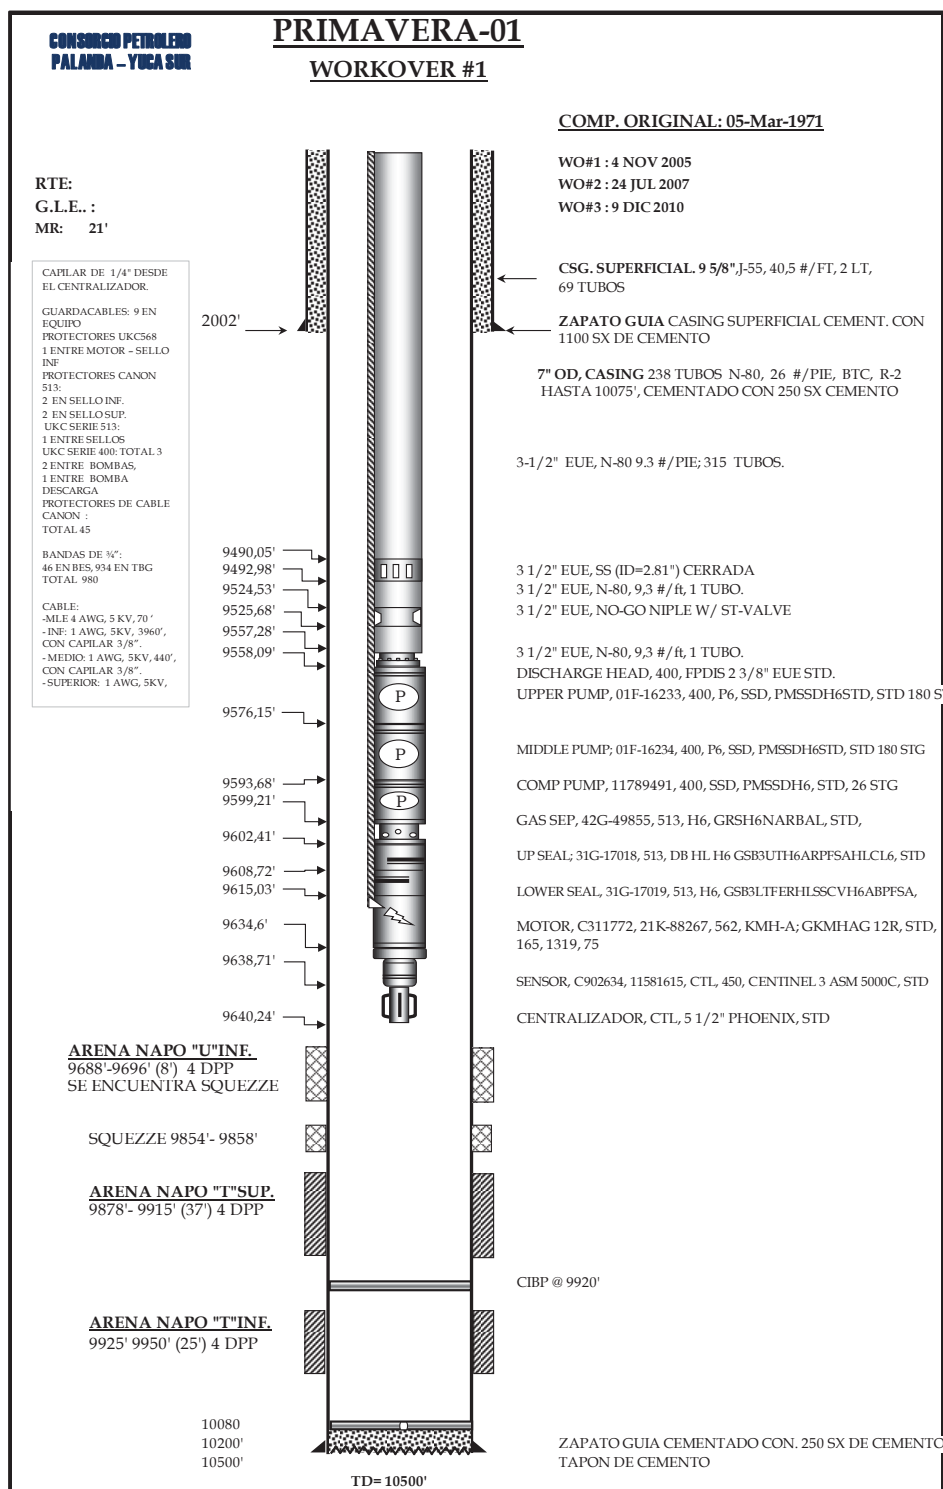 CONSORCIO PETROLERO
PALANDA – YUCA SUR
PRIMAVERA-01
WORKOVER #1
COMP. ORIGINAL: 05-Mar-1971
WO#1 : 4 NOV 2005
WO#2 : 24 JUL 2007
WO#3 : 9 DIC 2010
RTE:
G.L.E.. :
MR: 21'
CAPILAR DE 1/4" DESDE
EL CENTRALIZADOR.
GUARDACABLES: 9 EN
EQUIPO
PROTECTORES UKC568
1 ENTRE MOTOR – SELLO
INF
PROTECTORES CANON
513:
2 EN SELLO INF.
2 EN SELLO SUP.
UKC SERIE 513:
1 ENTRE SELLOS
UKC SERIE 400: TOTAL 3
2 ENTRE BOMBAS,
1 ENTRE BOMBA
DESCARGA
PROTECTORES DE CABLE
CANON :
TOTAL 45
BANDAS DE ¾":
46 EN BES, 934 EN TBG
TOTAL 980
CABLE:
-MLE 4 AWG, 5 KV, 70 '
- INF: 1 AWG, 5KV, 3960',
CON CAPILAR 3/8".
- MEDIO: 1 AWG, 5KV, 440',
CON CAPILAR 3/8".
- SUPERIOR: 1 AWG, 5KV,
CSG. SUPERFICIAL. 9 5/8",J-55, 40,5 #/FT, 2 LT,
69 TUBOS
2002'
ZAPATO GUIA CASING SUPERFICIAL CEMENT. CON
1100 SX DE CEMENTO
7" OD, CASING 238 TUBOS N-80, 26 #/PIE, BTC, R-2
HASTA 10075', CEMENTADO CON 250 SX CEMENTO
3-1/2" EUE, N-80 9.3 #/PIE; 315 TUBOS.
9490,05'
9492,98'
9524,53'
9525,68'
9557,28'
9558,09'
9576,15'
9593,68'
9599,21'
9602,41'
9608,72'
9615,03'
9634,6'
9638,71'
9640,24'
P
P
P
3 1/2" EUE, SS (ID=2.81") CERRADA
3 1/2" EUE, N-80, 9,3 #/ft, 1 TUBO.
3 1/2" EUE, NO-GO NIPLE W/ ST-VALVE
3 1/2" EUE, N-80, 9,3 #/ft, 1 TUBO.
DISCHARGE HEAD, 400, FPDIS 2 3/8" EUE STD.
UPPER PUMP, 01F-16233, 400, P6, SSD, PMSSDH6STD, STD 180 S
MIDDLE PUMP; 01F-16234, 400, P6, SSD, PMSSDH6STD, STD 180 STG
COMP PUMP, 11789491, 400, SSD, PMSSDH6, STD, 26 STG
GAS SEP, 42G-49855, 513, H6, GRSH6NARBAL, STD,
UP SEAL; 31G-17018, 513, DB HL H6 GSB3UTH6ARPFSAHLCL6, STD
LOWER SEAL, 31G-17019, 513, H6, GSB3LTFERHLSSCVH6ABPFSA,
MOTOR, C311772, 21K-88267, 562, KMH-A; GKMHAG 12R, STD,
165, 1319, 75
SENSOR, C902634, 11581615, CTL, 450, CENTINEL 3 ASM 5000C, STD
CENTRALIZADOR, CTL, 5 1/2" PHOENIX, STD
ARENA NAPO "U"INF.
9688'-9696' (8') 4 DPP
SE ENCUENTRA SQUEZZE
SQUEZZE 9854'- 9858'
ARENA NAPO "T"SUP.
9878'- 9915' (37') 4 DPP
CIBP @ 9920'
ARENA NAPO "T"INF.
9925' 9950' (25') 4 DPP
10080
10200'
10500'
ZAPATO GUIA CEMENTADO CON. 250 SX DE CEMENTO
TAPON DE CEMENTO
TD= 10500'